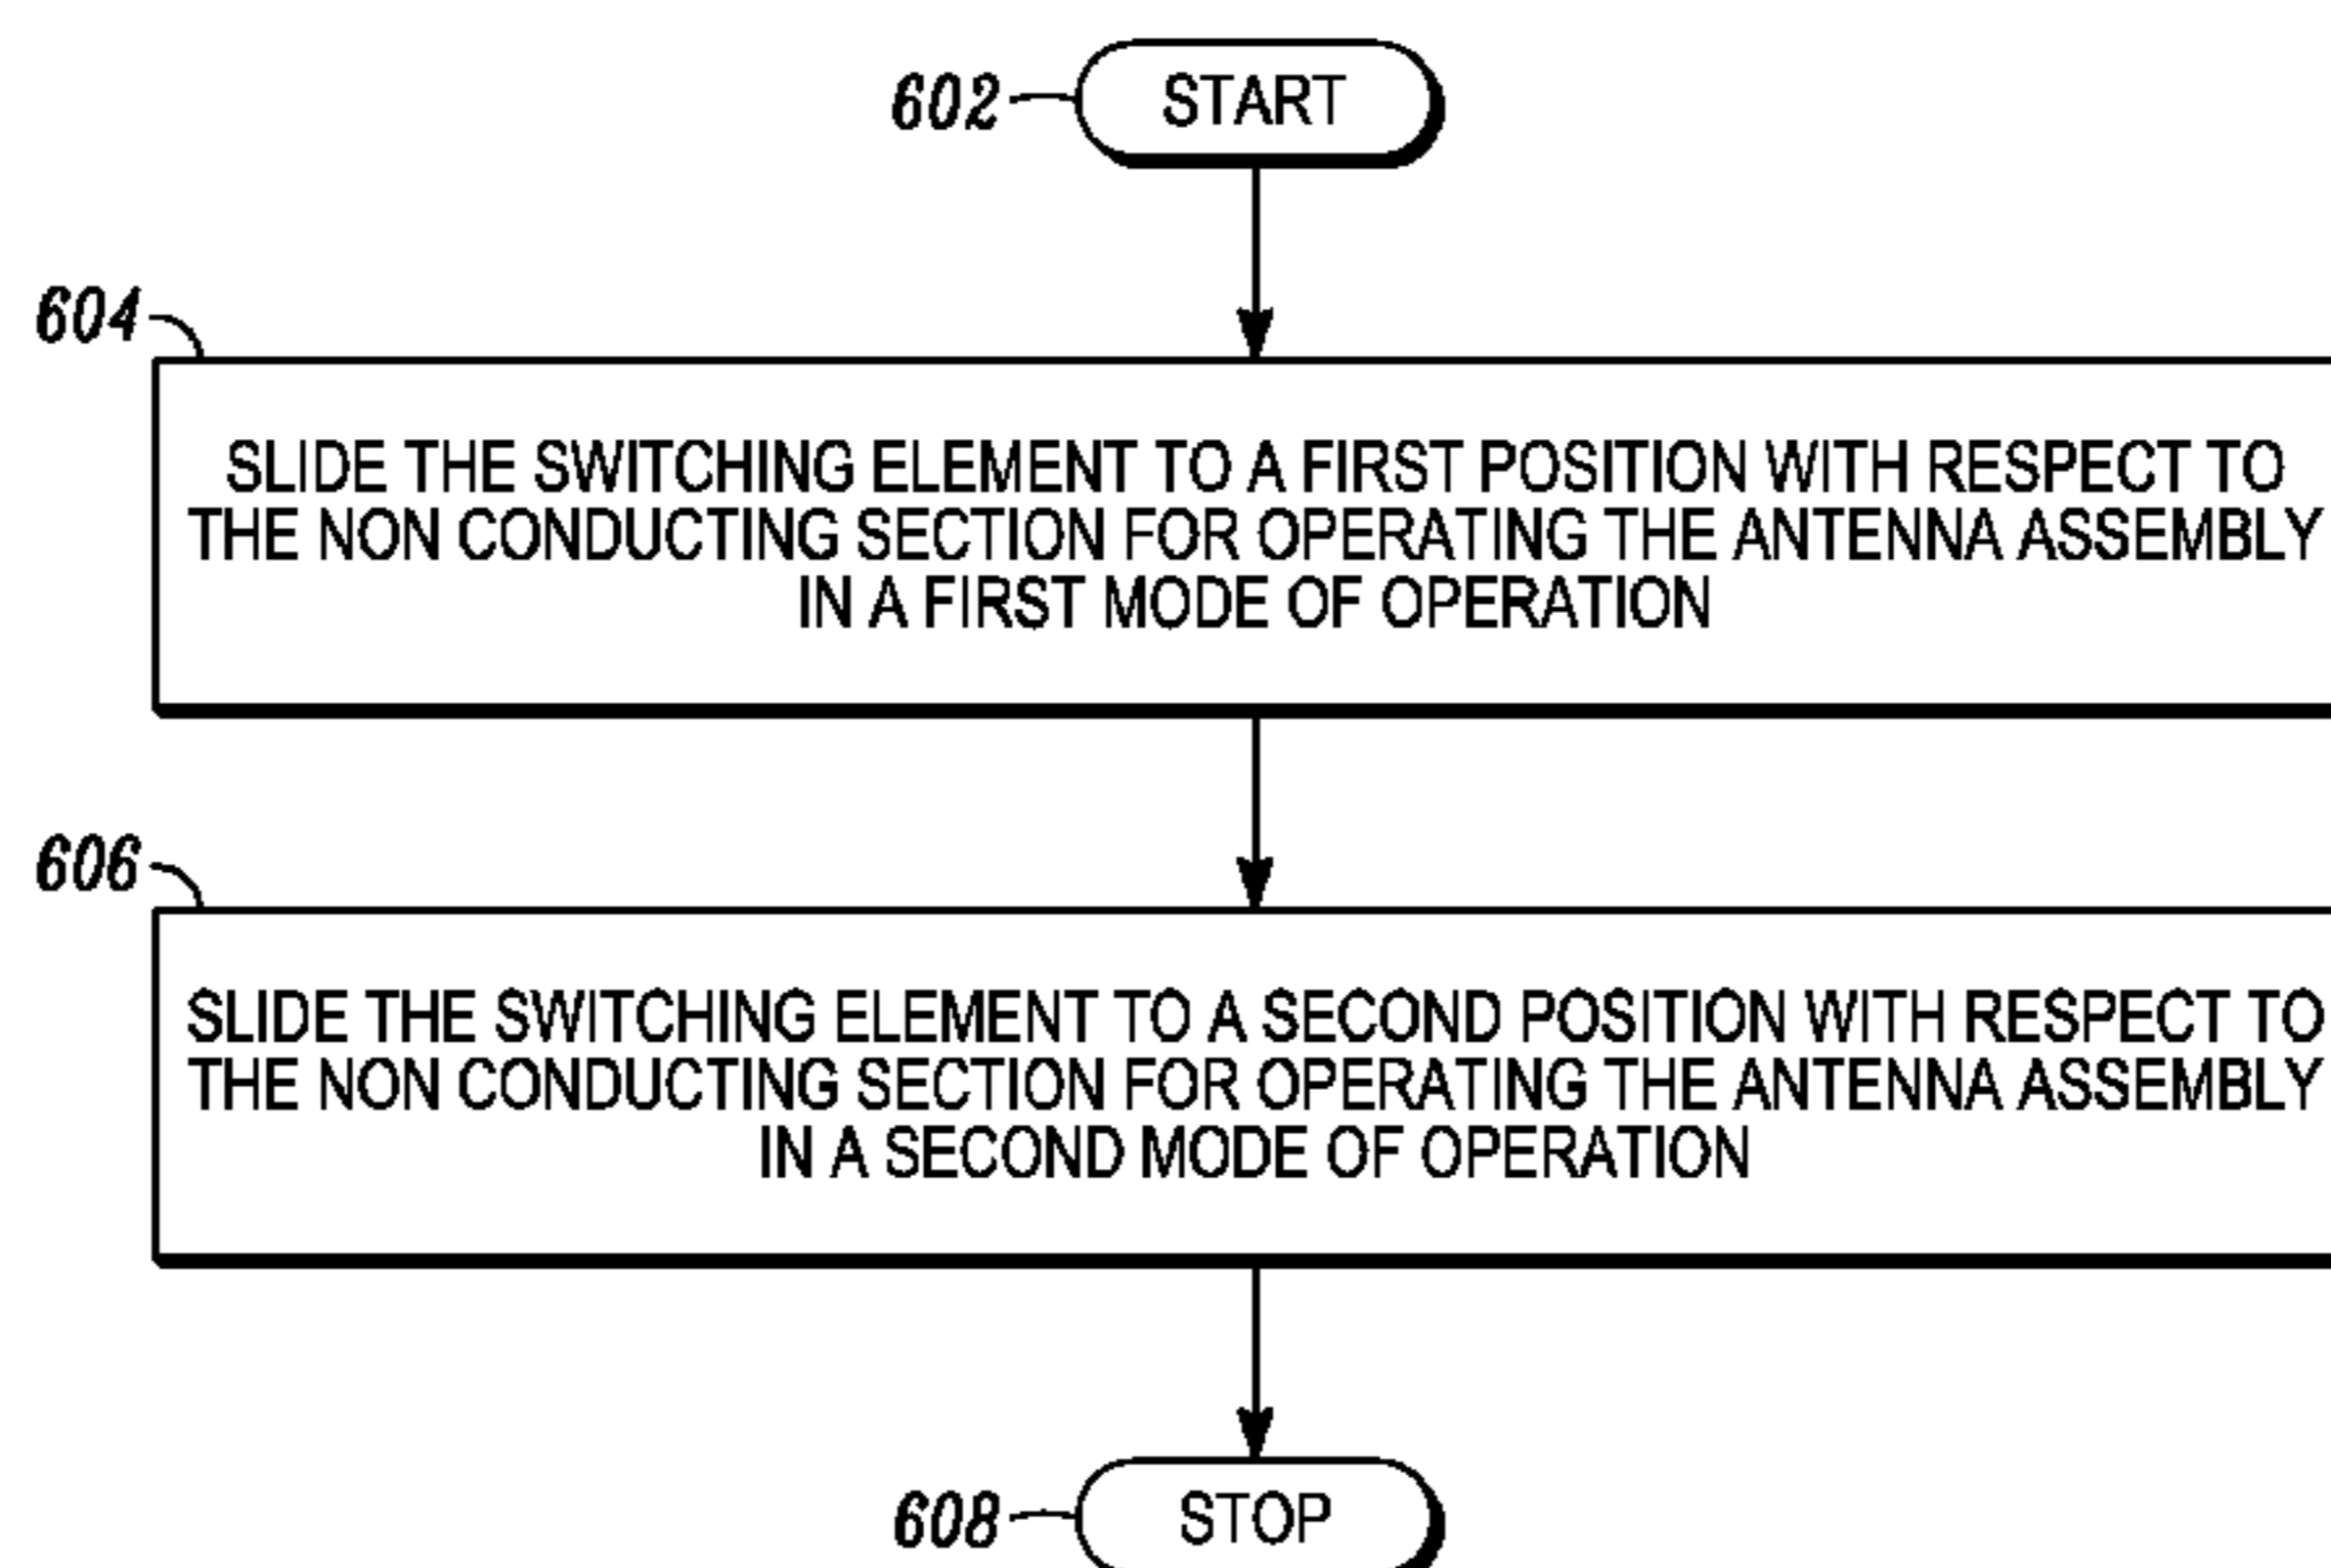 602
START
604
SLIDE THE SWITCHING ELEMENT TO A FIRST POSITION WITH RESPECT TO
THE NON CONDUCTING SECTION FOR OPERATING THE ANTENNA ASSEMBLY
IN A FIRST MODE OF OPERATION
606
SLIDE THE SWITCHING ELEMENT TO A SECOND POSITION WITH RESPECT TO
THE NON CONDUCTING SECTION FOR OPERATING THE ANTENNA ASSEMBLY
IN A SECOND MODE OF OPERATION
608
STOP